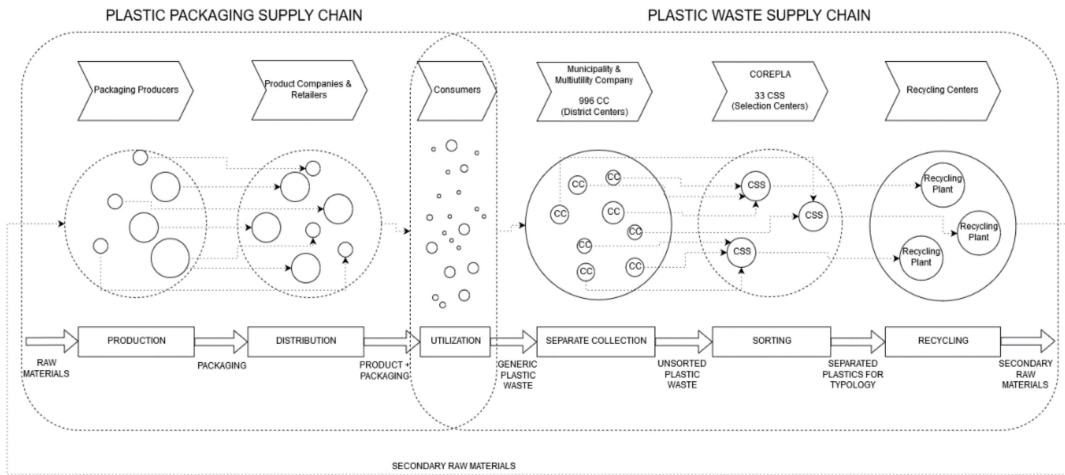 PLASTIC PACKAGING SUPPLY CHAIN
PLASTIC WASTE SUPPLY CHAIN
Packaging Producers
Product Companies &
Retailers
Consumers
Municipality &
Multiutility Company
996 CC
(District Centers)
COREPLA
33 CSS
(Selection Centers)
Recycling Centers
CC
CC
CC
CC
CC
CC
CC
CC
CSS
CSS
CSS
Recycling
Plant
Recycling
Plant
Recycling
Plant
PRODUCTION
DISTRIBUTION
UTILIZATION
SEPARATE COLLECTION
SORTING
RECYCLING
RAW
MATERIALS
PACKAGING
PRODUCT +
PACKAGING
GENERIC
PLASTIC
WASTE
UNSORTED
PLASTIC
WASTE
SEPARATED
PLASTICS FOR
TYPOLOGY
SECONDARY
RAW
MATERIALS
SECONDARY RAW MATERIALS